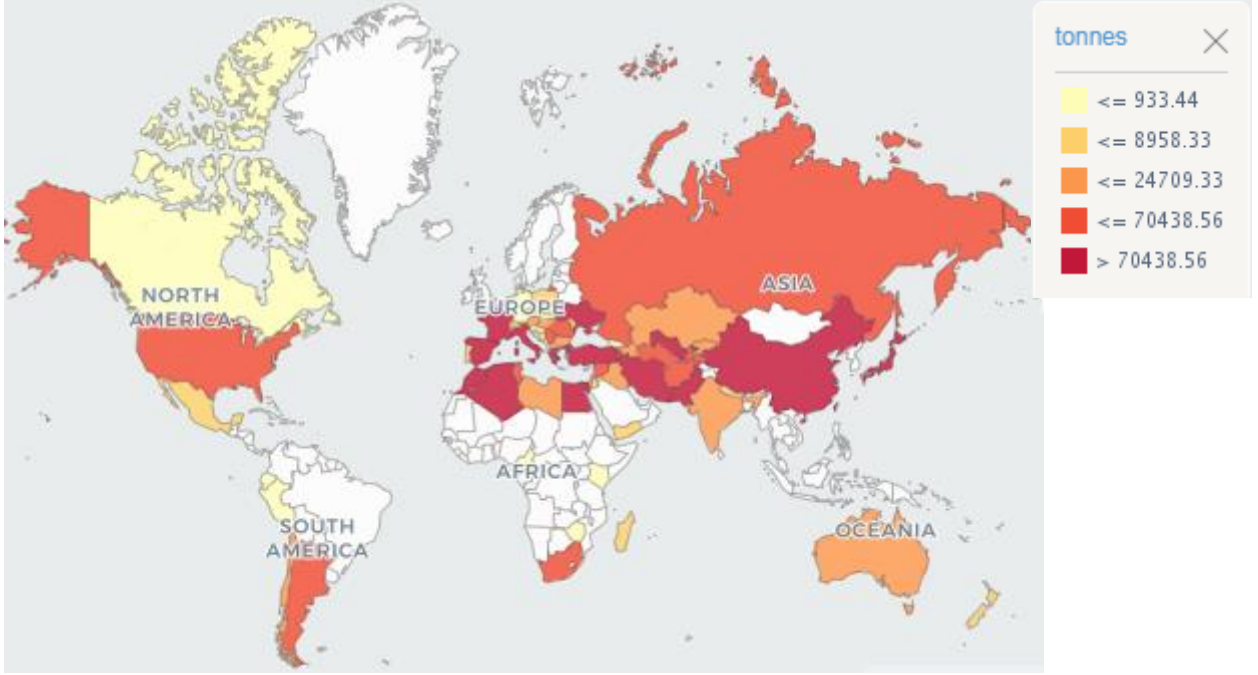 tonnes
<= 933.44
<= 8958.33
<= 24709.33
<= 70438.56
> 70438.56
NORTH
AMERICA
EUROPE
ASIA
AFRICA
SOUTH
AMERICA
OCEANIA